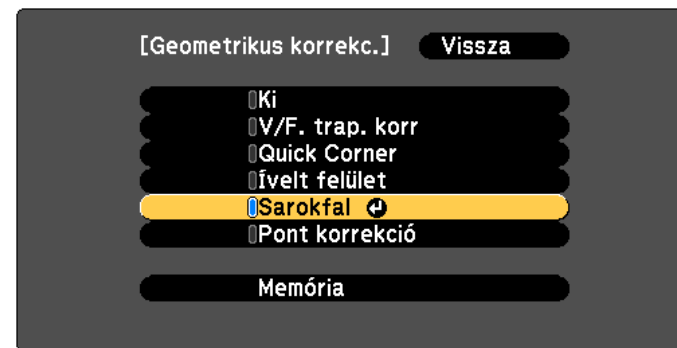 [Geometrikus korrekc.] Vissza
Ki
V/F. trap. korr
Quick Corner
Ívelt felület
Sarokfal
Pont korrekció
Memória